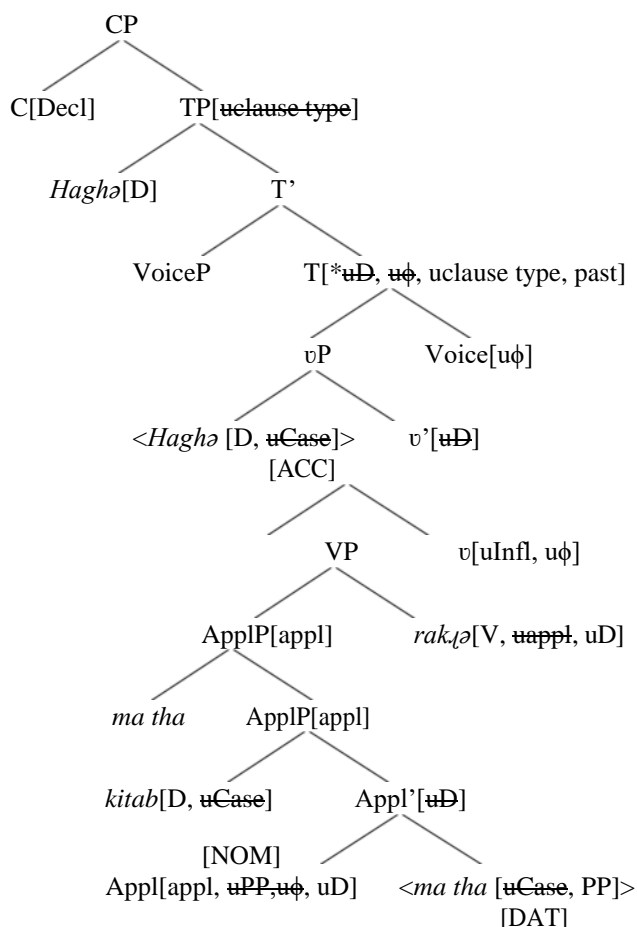 CP
C[Decl] TP[uclause type]
Haghə[D] T’
VoiceP T[*uD, uϕ, uclause type, past]
ʋP Voice[uϕ]
<Haghə [D, uCase]> ʋ’[uD]
[ACC]
VP ʋ[uInfl, uϕ]
ApplP[appl] rakɻə[V, uappl, uD]
ma tha ApplP[appl]
kitab[D, uCase] Appl’[uD]
[NOM]
Appl[appl, uPP,uϕ, uD] <ma tha [uCase, PP]>
[DAT]